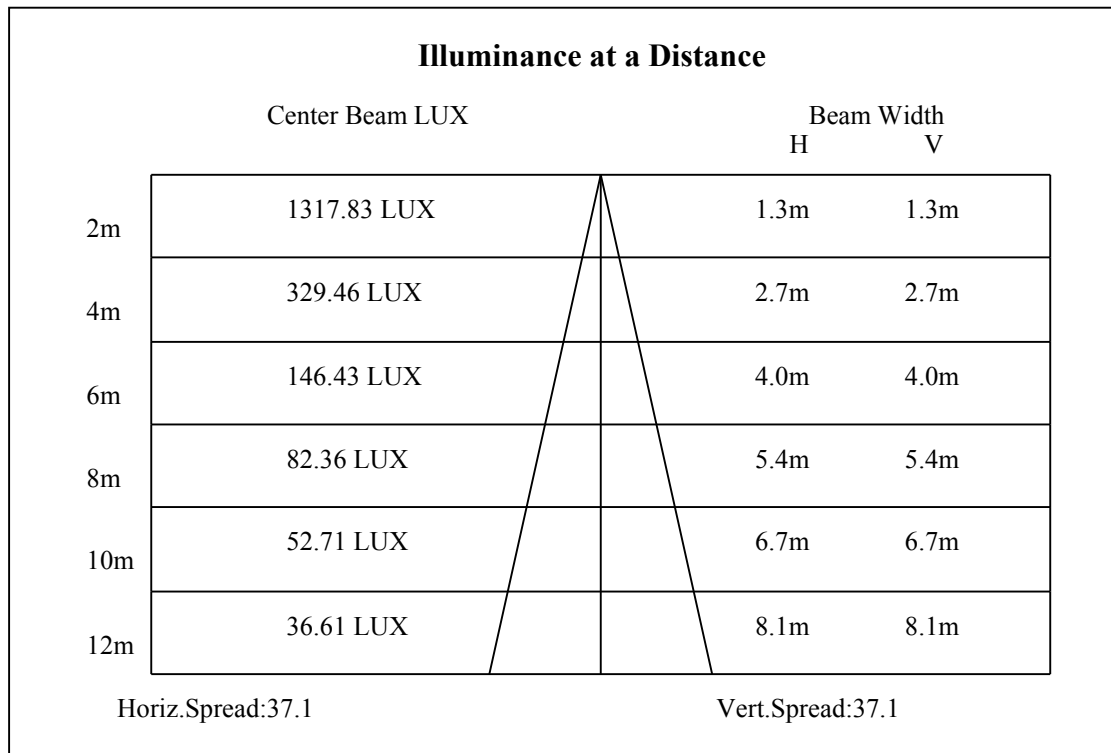 Illuminance at a Distance
Center Beam LUX Beam Width
H V
2m 1317.83 LUX 1.3m 1.3m
4m 329.46 LUX 2.7m 2.7m
6m 146.43 LUX 4.0m 4.0m
8m 82.36 LUX 5.4m 5.4m
10m 52.71 LUX 6.7m 6.7m
12m 36.61 LUX 8.1m 8.1m
Horiz.Spread:37.1 Vert.Spread:37.1